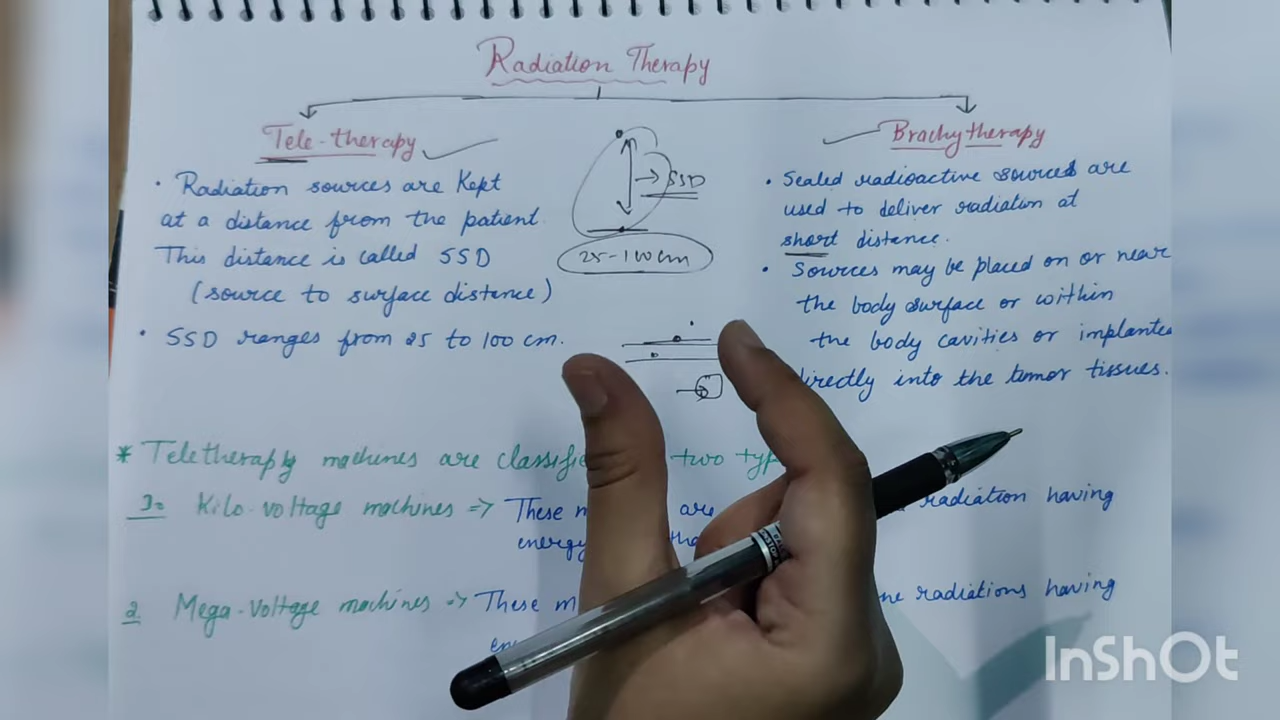 Radiation Therapy
Tele-therapy
• Radiation sources are kept
at a distance from the patient.
This distance is called SSD
(source to surface distance)
• SSD ranges from 25 to 100 cm.
SSD
25-100cm
Brachytherapy
• Sealed radioactive sources are
used to deliver radiation at
short distance.
• Sources may be placed on or near
the body surface or within
the body cavities or implanted
directly into the tumor tissues.
* Teletherapy machines are two
Kilo-voltage machines => These are radiation having
energy
2 Mega-Voltage machines => These radiations having
InShOt